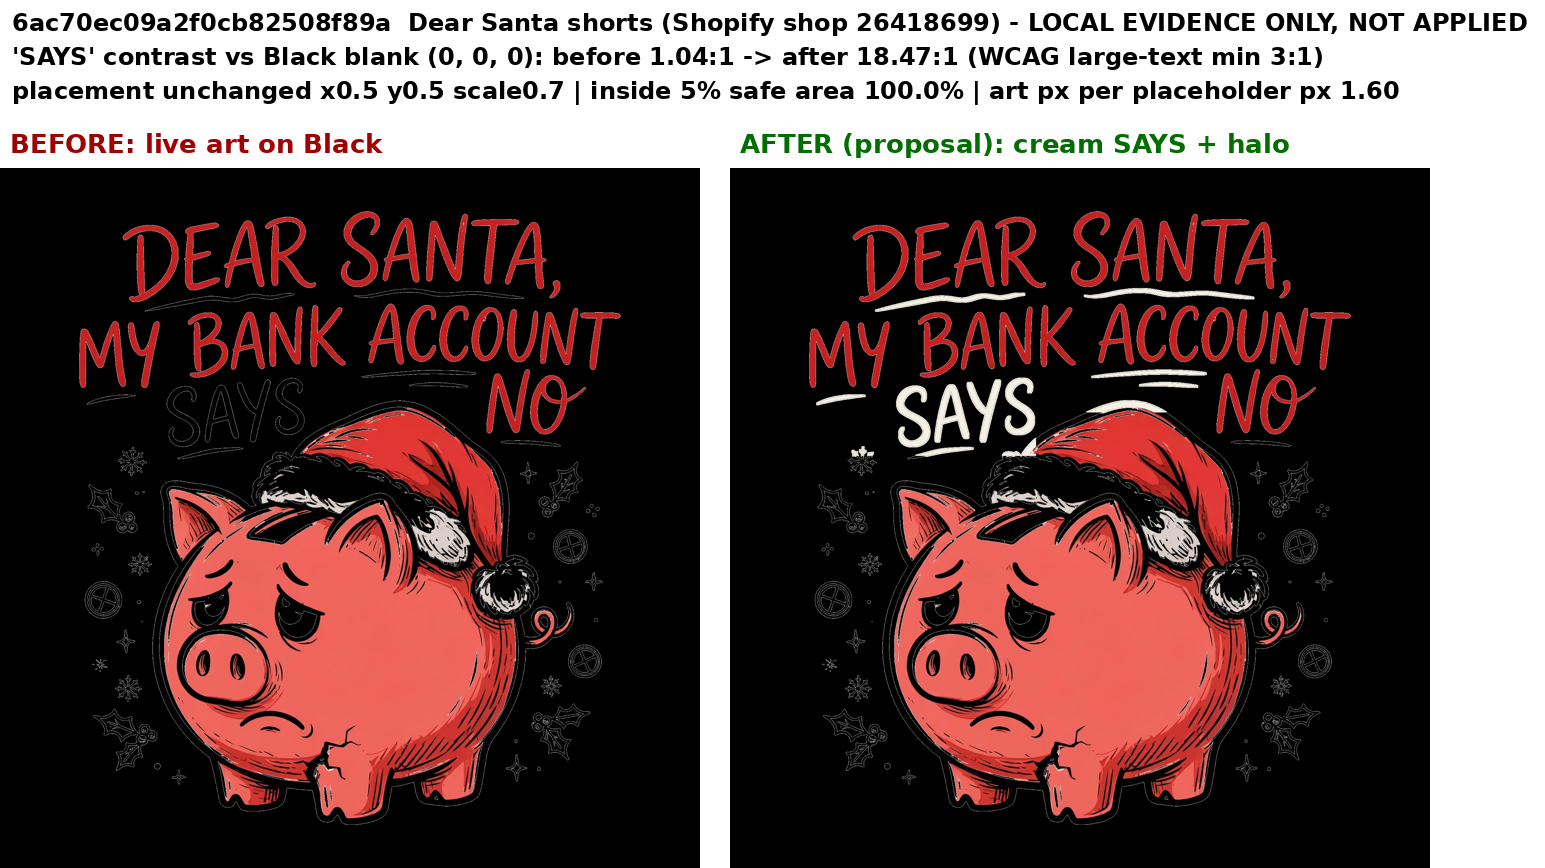 6ac70ec09a2f0cb82508f89a  Dear Santa shorts (Shopify shop 26418699) - LOCAL EVIDENCE ONLY, NOT APPLIED
'SAYS' contrast vs Black blank (0, 0, 0): before 1.04:1 -> after 18.47:1 (WCAG large-text min 3:1)
placement unchanged x0.5 y0.5 scale0.7 | inside 5% safe area 100.0% | art px per placeholder px 1.60
BEFORE: live art on Black
DEAR SANTA,
MY BANK ACCOUNT
SAYS NO
AFTER (proposal): cream SAYS + halo
DEAR SANTA,
MY BANK ACCOUNT
SAYS NO